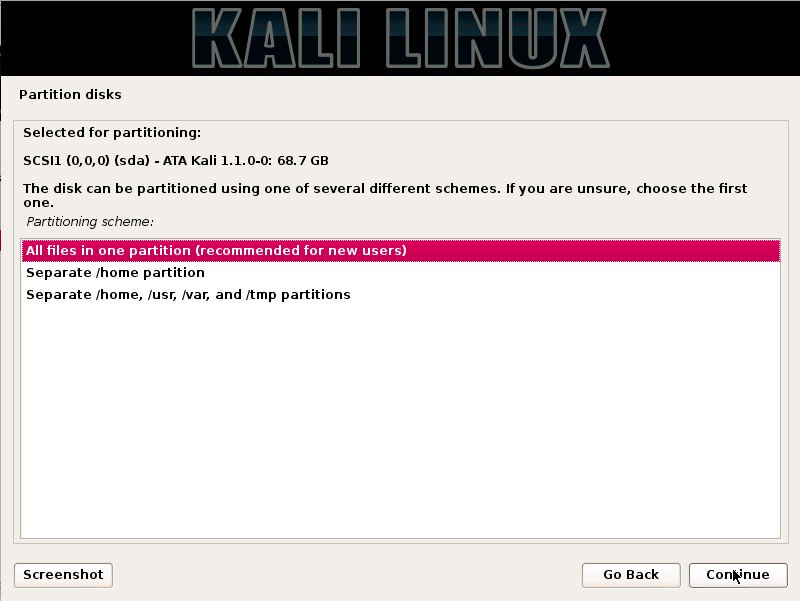 KALI LINUX
Partition disks
Selected for partitioning:
SCSI1 (0,0,0) (sda) - ATA Kali 1.1.0-0: 68.7 GB
The disk can be partitioned using one of several different schemes. If you are unsure, choose the first
one.
Partitioning scheme:
All files in one partition (recommended for new users)
Separate /home partition
Separate /home, /usr, /var, and /tmp partitions
Screenshot
Go Back
Continue